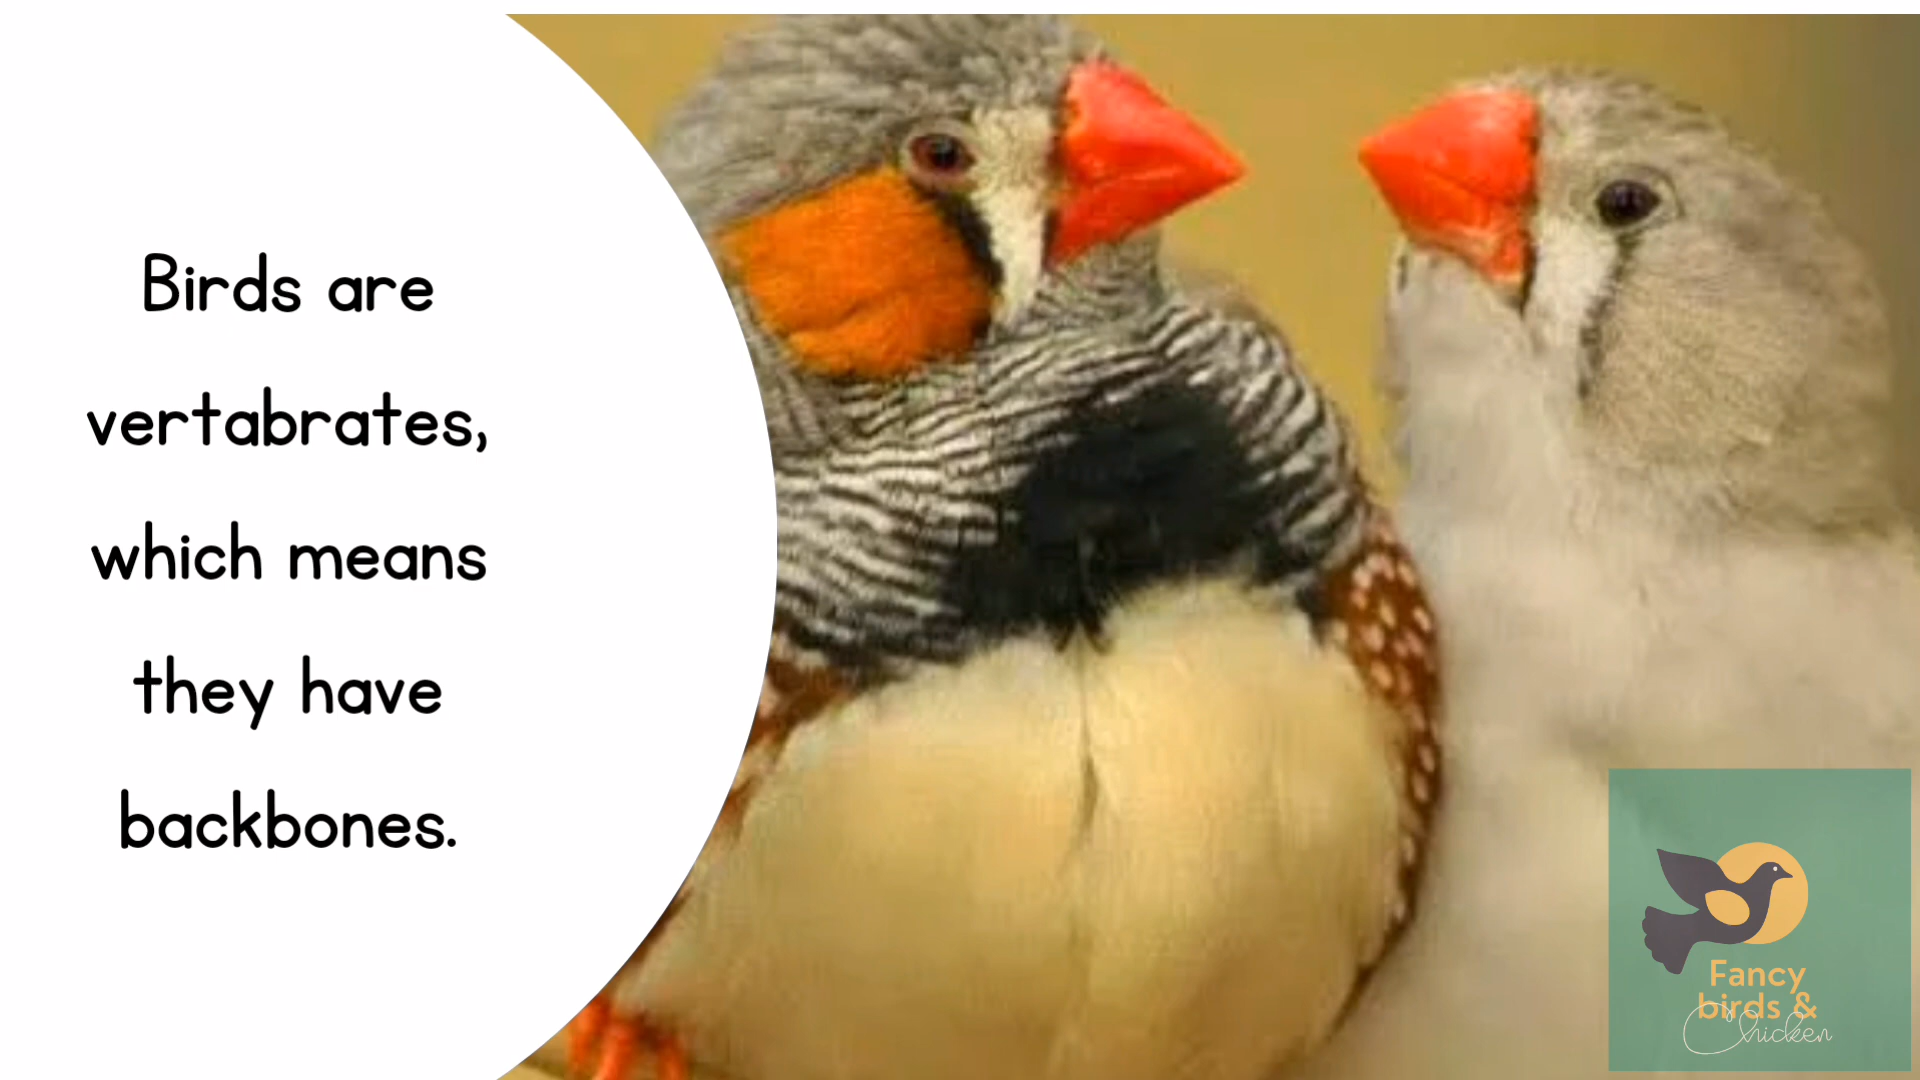 Birds are
vertabrates,
which means
they have
backbones.
Fancy
birds &
Chicken